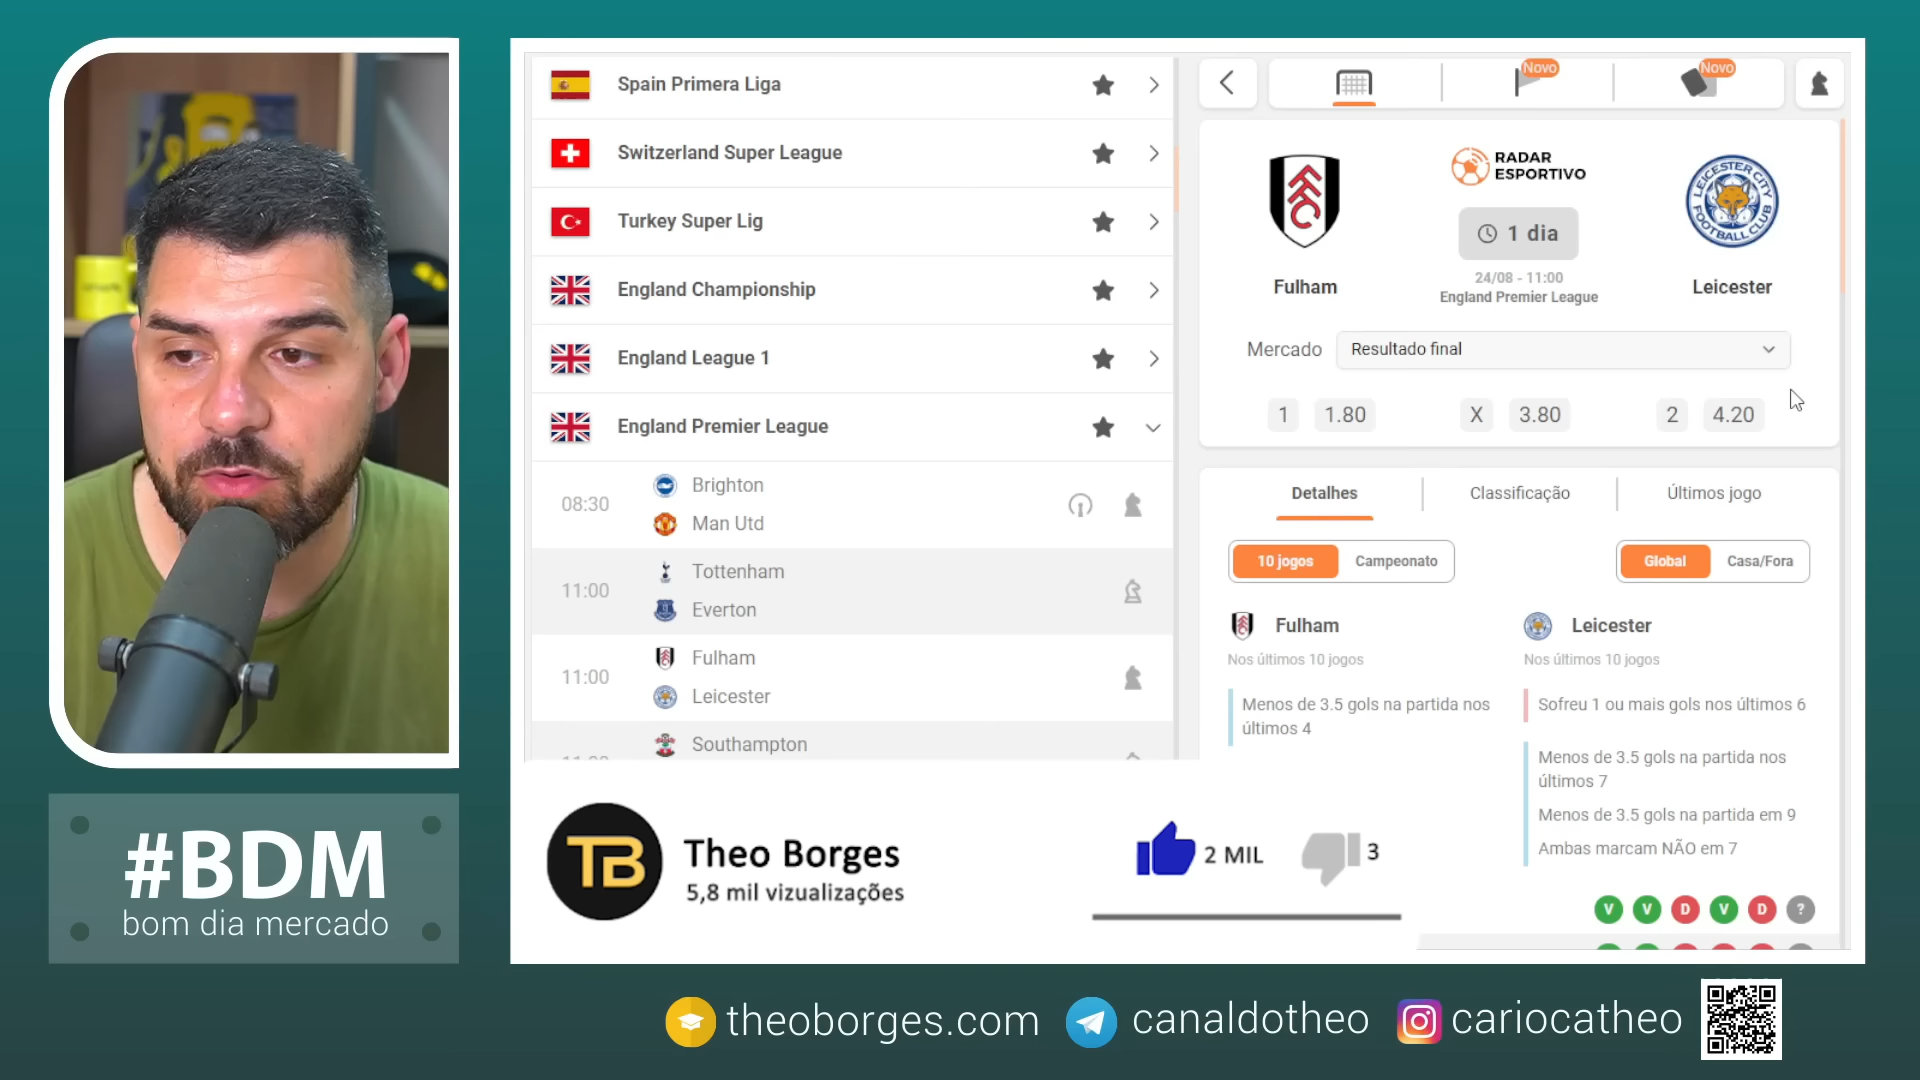 #BDM
bom dia mercado
Spain Primera Liga
Switzerland Super League
Turkey Super Lig
England Championship
England League 1
England Premier League
08:30
Brighton
Man Utd
11:00
Tottenham
Everton
11:00
Fulham
Leicester
Southampton
Novo
Novo
RADAR
ESPORTIVO
1 dia
24/08 - 11:00
England Premier League
Fulham
Leicester
LEICESTER CITY
FOOTBALL CLUB
Mercado
Resultado final
1 1.80 X 3.80 2 4.20
Detalhes
Classificação
Últimos jogo
10 jogos
Campeonato
Global
Casa/Fora
Fulham
Nos últimos 10 jogos
Menos de 3.5 gols na partida nos
últimos 4
Leicester
Nos últimos 10 jogos
Sofreu 1 ou mais gols nos últimos 6
Menos de 3.5 gols na partida nos
últimos 7
Menos de 3.5 gols na partida em 9
Ambas marcam NÃO em 7
V V D V D ?
TB
Theo Borges
5,8 mil vizualizações
2 MIL
3
theoborges.com
canaldotheo
cariocatheo